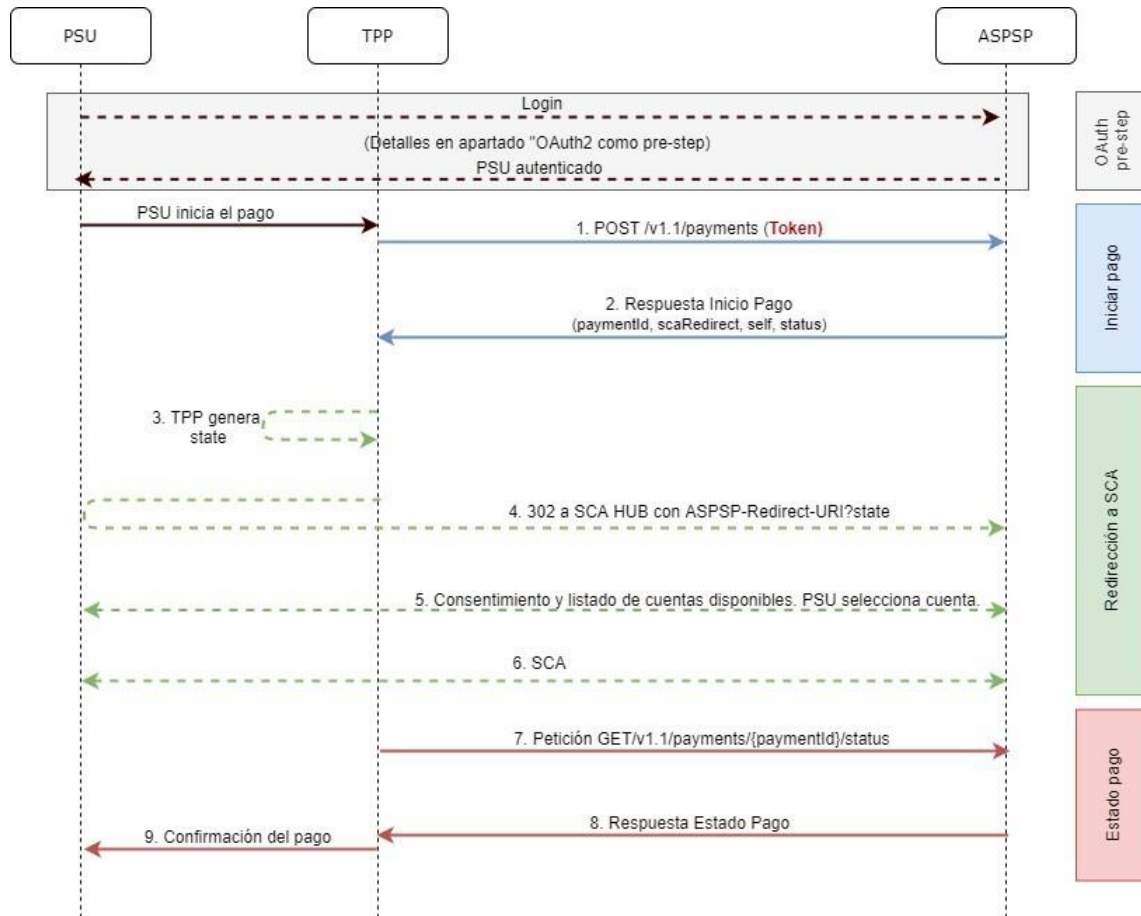 PSU
TPP
ASPSP
Login
(Detalles en apartado "OAuth2 como pre-step)
PSU autenticado
OAuth
pre-step
PSU inicia el pago
1. POST /v1.1/payments (Token)
2. Respuesta Inicio Pago
(paymentId, scaRedirect, self, status)
Iniciar pago
3. TPP genera
state
4. 302 a SCA HUB con ASPSP-Redirect-URI?state
5. Consentimiento y listado de cuentas disponibles. PSU selecciona cuenta.
6. SCA
Redirección a SCA
7. Petición GET/v1.1/payments/{paymentId}/status
8. Respuesta Estado Pago
9. Confirmación del pago
Estado pago